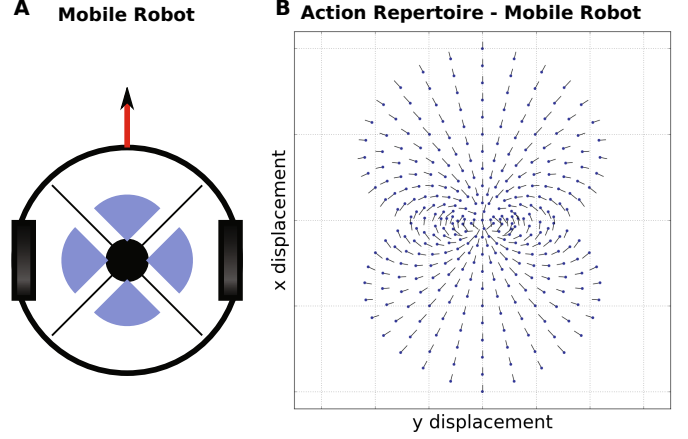 A
Mobile Robot
B
Action Repertoire - Mobile Robot
x displacement
y displacement